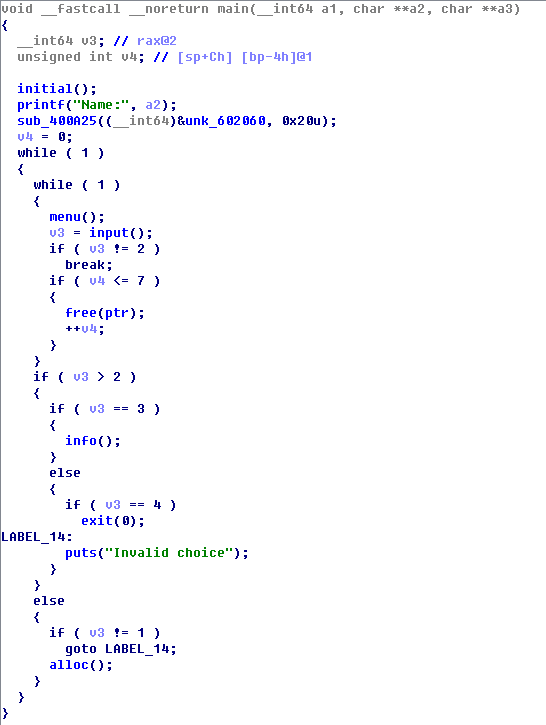 void __fastcall __noreturn main(__int64 a1, char **a2, char **a3)
{
  __int64 v3; // rax@2
  unsigned int v4; // [sp+Ch] [bp-4h]@1

  initial();
  printf("Name:", a2);
  sub_400A25((__int64)&unk_602060, 0x20u);
  v4 = 0;
  while ( 1 )
  {
    while ( 1 )
    {
      menu();
      v3 = input();
      if ( v3 != 2 )
        break;
      if ( v4 <= 7 )
      {
        free(ptr);
        ++v4;
      }
    }
    if ( v3 > 2 )
    {
      if ( v3 == 3 )
      {
        info();
      }
      else
      {
        if ( v3 == 4 )
          exit(0);
LABEL_14:
        puts("Invalid choice");
      }
    }
    else
    {
      if ( v3 != 1 )
        goto LABEL_14;
      alloc();
    }
  }
}